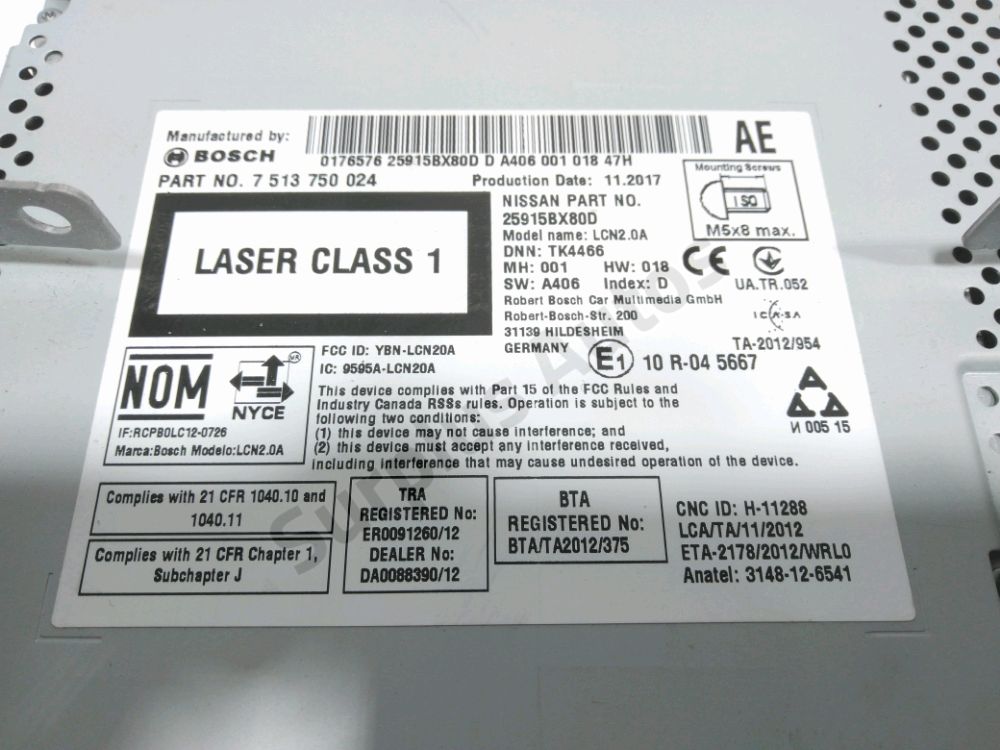 Manufactured by:
BOSCH
0176576 25915BX80D D A406 001 018 47H
AE
PART NO. 7 513 750 024
Production Date: 11.2017
LASER CLASS 1
NISSAN PART NO.
25915BX80D
Model name: LCN2.0A
DNN: TK4466
MH: 001 HW: 018
SW: A406 Index: D
Robert Bosch Car Multimedia GmbH
Robert-Bosch-Str. 200
31139 HILDESHEIM
GERMANY
Mounting Screws
ISO
M5x8 max.
CE
UA.TR.052
ICASA
TA-2012/954
E1 10 R-04 5667
И 005 15
NOM
NYCE
IF:RCPBOLC12-0726
Marca:Bosch Modelo:LCN2.0A
FCC ID: YBN-LCN20A
IC: 9595A-LCN20A
This device complies with Part 15 of the FCC Rules and
Industry Canada RSSs rules. Operation is subject to the
following two conditions:
(1) this device may not cause interference; and
(2) this device must accept any interference received,
including interference that may cause undesired operation of the device.
Complies with 21 CFR 1040.10 and
1040.11
Complies with 21 CFR Chapter 1,
Subchapter J
TRA
REGISTERED No:
ER0091260/12
DEALER No:
DA0088390/12
BTA
REGISTERED No:
BTA/TA2012/375
CNC ID: H-11288
LCA/TA/11/2012
ETA-2178/2012/WRLO
Anatel: 3148-12-6541
Surplus Autos